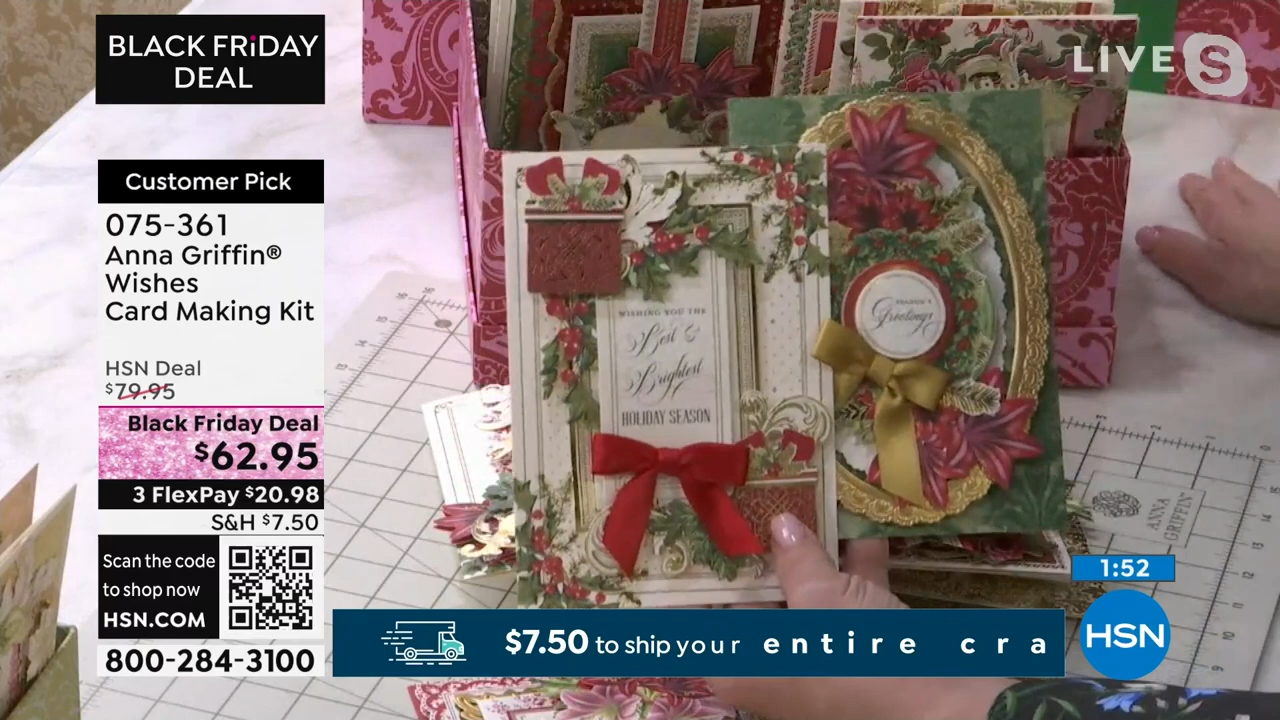 BLACK FRiDAY
DEAL
LIVE S
Customer Pick
075-361
Anna Griffin®
Wishes
Card Making Kit
HSN Deal
$79.95
Black Friday Deal
$62.95
3 FlexPay $20.98
S&H $7.50
Scan the code
to shop now
HSN.COM
800-284-3100
WISHING YOU THE
Best &
Brightest
HOLIDAY SEASON
SEASON'S
Greetings
ANNA
GRIFFIN
1:52
$7.50 to ship your entire cra
HSN